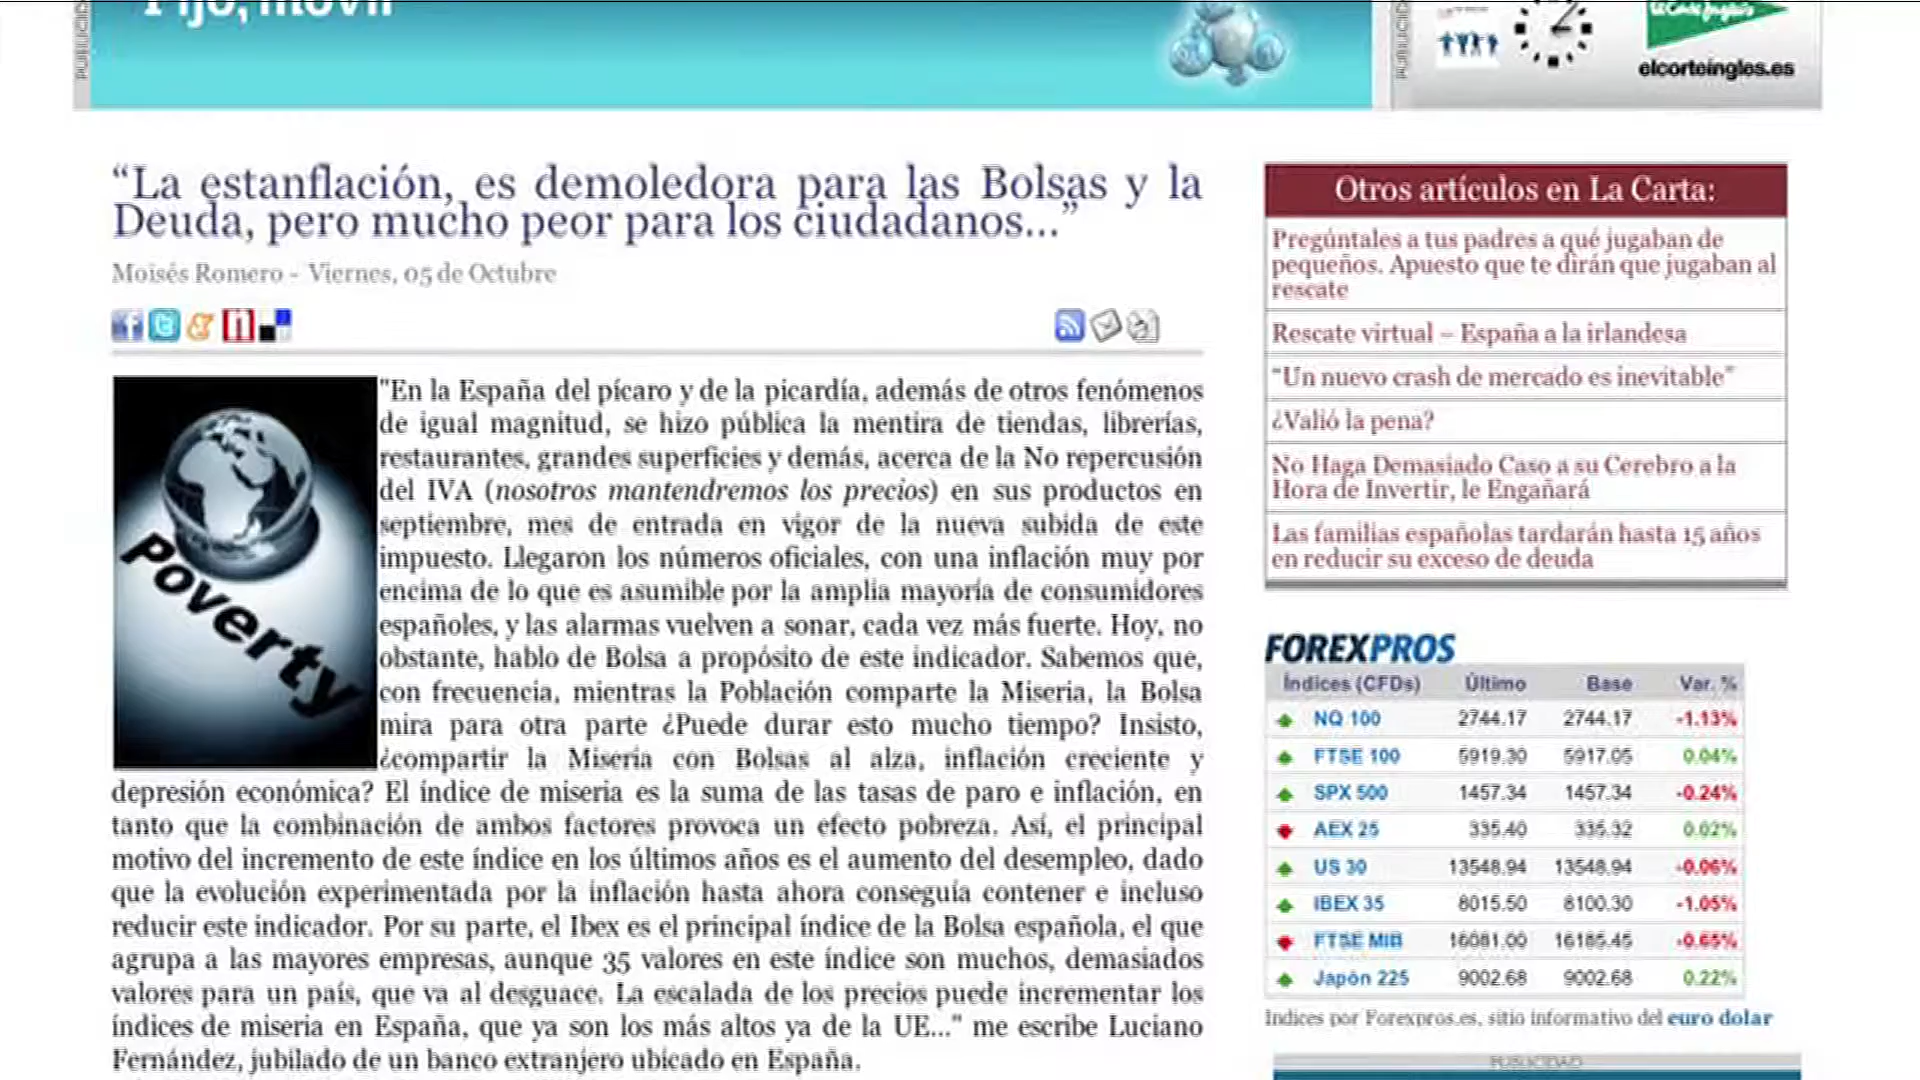 Fijo, móvil
PUBLICID
elcorteingles.es
“La estanflación, es demoledora para las Bolsas y la
Deuda, pero mucho peor para los ciudadanos...”
Moisés Romero - Viernes, 05 de Octubre
Poverty
"En la España del pícaro y de la picardía, además de otros fenómenos
de igual magnitud, se hizo pública la mentira de tiendas, librerías,
restaurantes, grandes superficies y demás, acerca de la No repercusión
del IVA (nosotros mantendremos los precios) en sus productos en
septiembre, mes de entrada en vigor de la nueva subida de este
impuesto. Llegaron los números oficiales, con una inflación muy por
encima de lo que es asumible por la amplia mayoría de consumidores
españoles, y las alarmas vuelven a sonar, cada vez más fuerte. Hoy, no
obstante, hablo de Bolsa a propósito de este indicador. Sabemos que,
con frecuencia, mientras la Población comparte la Miseria, la Bolsa
mira para otra parte ¿Puede durar esto mucho tiempo? Insisto,
¿compartir la Miseria con Bolsas al alza, inflación creciente y
depresión económica? El índice de miseria es la suma de las tasas de paro e inflación, en
tanto que la combinación de ambos factores provoca un efecto pobreza. Así, el principal
motivo del incremento de este índice en los últimos años es el aumento del desempleo, dado
que la evolución experimentada por la inflación hasta ahora conseguía contener e incluso
reducir este indicador. Por su parte, el Ibex es el principal índice de la Bolsa española, el que
agrupa a las mayores empresas, aunque 35 valores en este índice son muchos, demasiados
valores para un país, que va al desguace. La escalada de los precios puede incrementar los
índices de miseria en España, que ya son los más altos ya de la UE..." me escribe Luciano
Fernández, jubilado de un banco extranjero ubicado en España.
Otros artículos en La Carta:
Pregúntales a tus padres a qué jugaban de
pequeños. Apuesto que te dirán que jugaban al
rescate
Rescate virtual – España a la irlandesa
“Un nuevo crash de mercado es inevitable”
¿Valió la pena?
No Haga Demasiado Caso a su Cerebro a la
Hora de Invertir, le Engañará
Las familias españolas tardarán hasta 15 años
en reducir su exceso de deuda
FOREXPROS
Índices (CFDs) Último Base Var. %
NQ 100 2744.17 2744.17 -1.13%
FTSE 100 5919.30 5917.05 0.04%
SPX 500 1457.34 1457.34 -0.24%
AEX 25 335.40 335.32 0.02%
US 30 13548.94 13548.94 -0.06%
IBEX 35 8015.50 8100.30 -1.05%
FTSE MIB 16081.00 16185.45 -0.65%
Japón 225 9002.68 9002.68 0.22%
Indices por Forexpros.es, sitio informativo del euro dolar
PUBLICIDAD